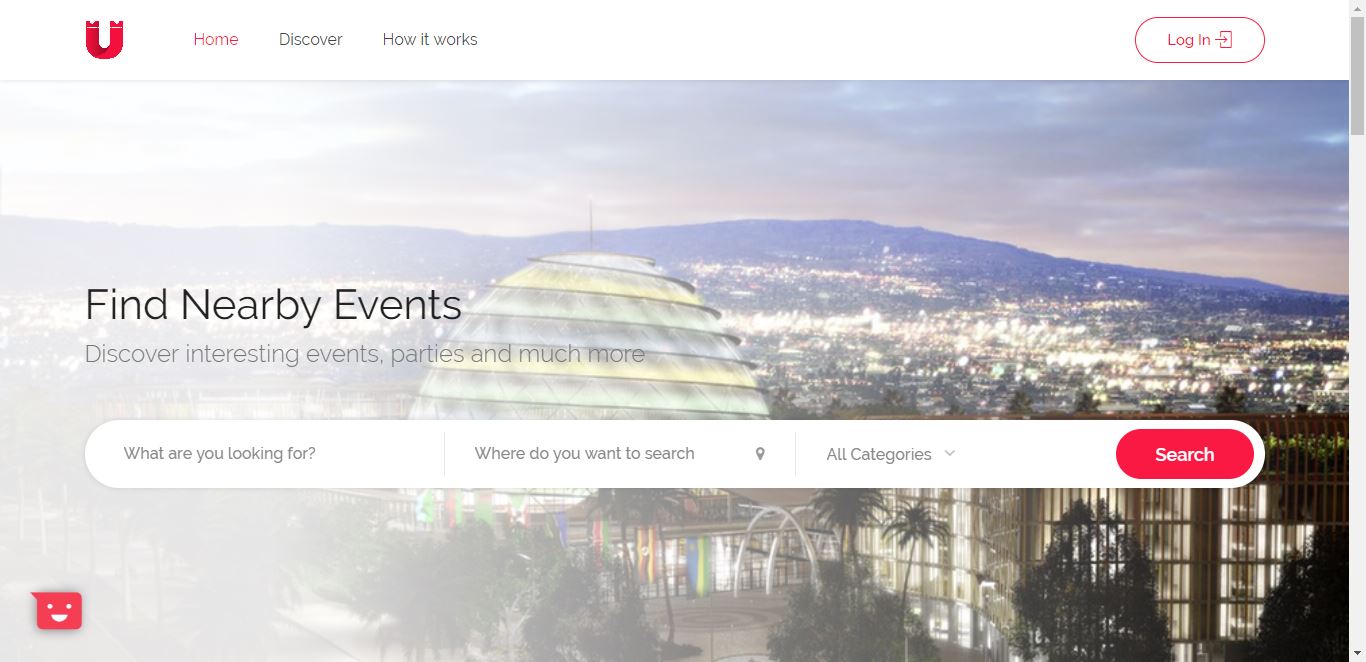 U
Home
Discover
How it works
Log In
Find Nearby Events
Discover interesting events, parties and much more
What are you looking for?
Where do you want to search
All Categories
Search